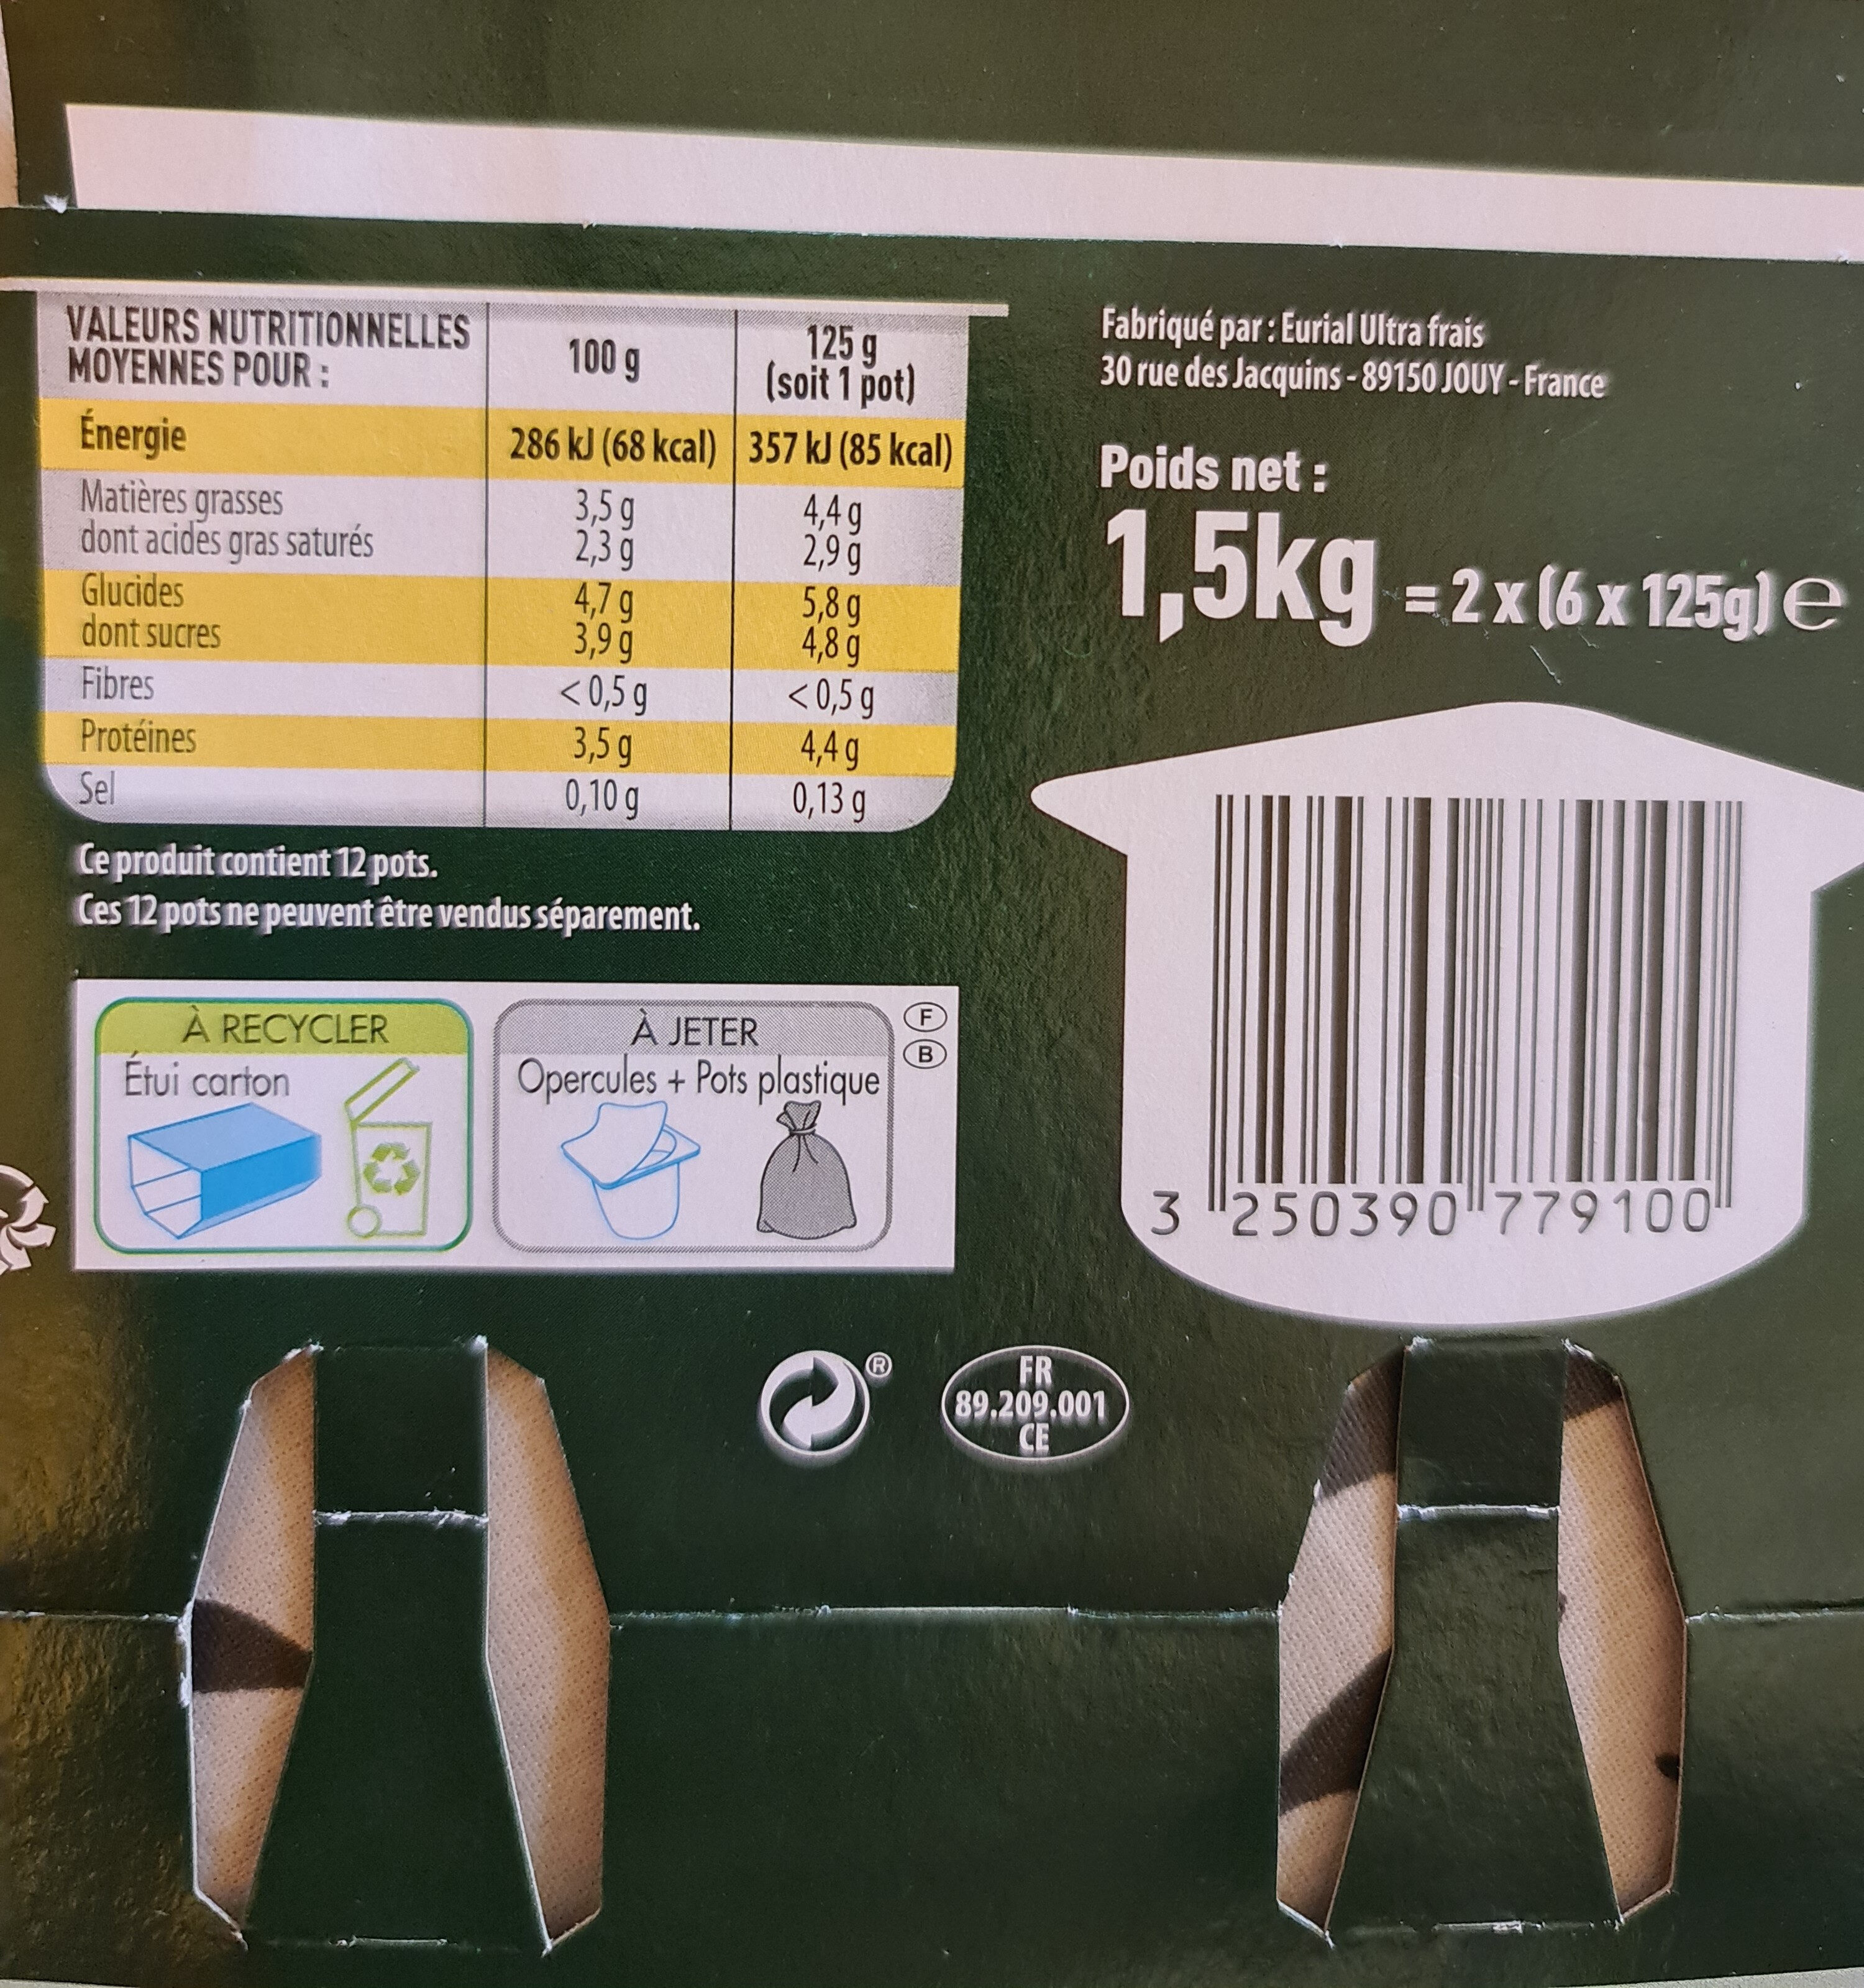 VALEURS NUTRITIONNELLES
MOYENNES POUR :
100 g
125 g
(soit 1 pot)
Énergie
286 kJ (68 kcal)
357 kJ (85 kcal)
Matières grasses
3,5 g
4,4 g
dont acides gras saturés
2,3 g
2,9 g
Glucides
4,7 g
5,8 g
dont sucres
3,9 g
4,8 g
Fibres
< 0,5 g
< 0,5 g
Protéines
3,5 g
4,4 g
Sel
0,10 g
0,13 g
Ce produit contient 12 pots.
Ces 12 pots ne peuvent être vendus séparement.
À RECYCLER
Étui carton
À JETER
Opercules + Pots plastique
F
B
Fabriqué par : Eurial Ultra frais
30 rue des Jacquins - 89150 JOUY - France
Poids net :
1,5kg = 2 x (6 x 125g) e
3 250390 779100
®
FR
89.209.001
CE